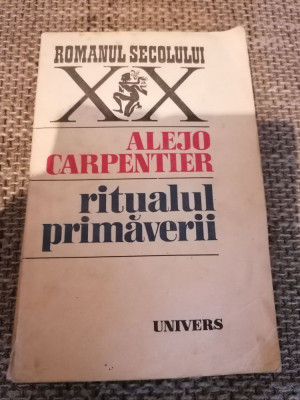 ROMANUL SECOLULUI
XX
ALEJO
CARPENTIER
ritualul
primăverii
UNIVERS